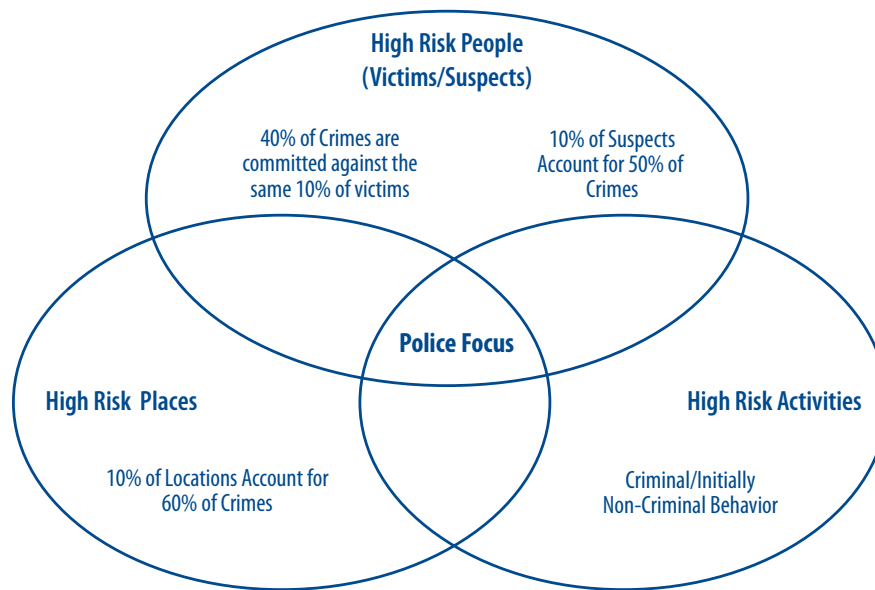 High Risk People
(Victims/Suspects)
40% of Crimes are
committed against the
same 10% of victims
10% of Suspects
Account for 50% of
Crimes
Police Focus
High Risk Places
High Risk Activities
10% of Locations Account for
60% of Crimes
Criminal/Initially
Non-Criminal Behavior